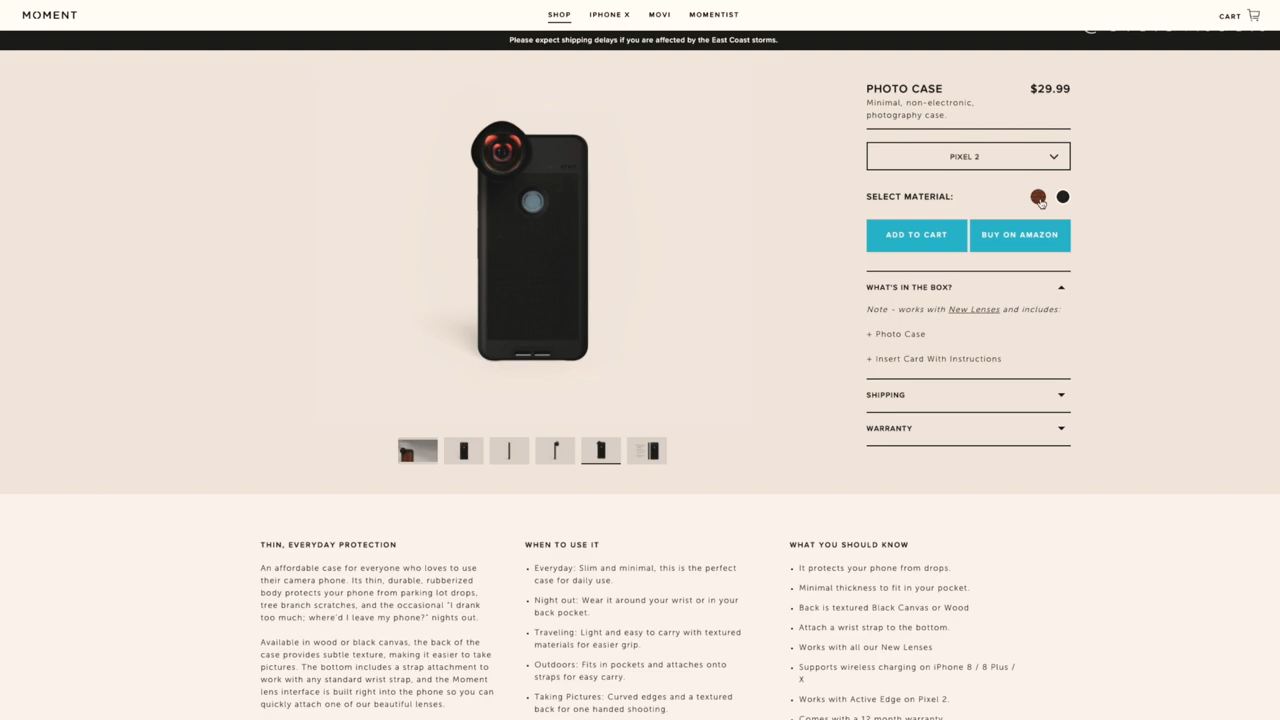 MOMENT
SHOP
IPHONE X
MOVI
MOMENTIST
CART
Please expect shipping delays if you are affected by the East Coast storms.
PHOTO CASE
$29.99
Minimal, non-electronic,
photography case.
PIXEL 2
SELECT MATERIAL:
ADD TO CART
BUY ON AMAZON
WHAT'S IN THE BOX?
Note - works with New Lenses and includes:
+ Photo Case
+ Insert Card With Instructions
SHIPPING
WARRANTY
THIN, EVERYDAY PROTECTION
An affordable case for everyone who loves to use
their camera phone. Its thin, durable, rubberized
body protects your phone from parking lot drops,
tree branch scratches, and the occasional "I drank
too much; where'd I leave my phone?" nights out.
Available in wood or black canvas, the back of the
case provides subtle texture, making it easier to take
pictures. The bottom includes a strap attachment to
work with any standard wrist strap, and the Moment
lens interface is built right into the phone so you can
quickly attach one of our beautiful lenses.
WHEN TO USE IT
• Everyday: Slim and minimal, this is the perfect
case for daily use.
• Night out: Wear it around your wrist or in your
back pocket.
• Traveling: Light and easy to carry with textured
materials for easier grip.
• Outdoors: Fits in pockets and attaches onto
straps for easy carry.
• Taking Pictures: Curved edges and a textured
back for one handed shooting.
WHAT YOU SHOULD KNOW
• It protects your phone from drops.
• Minimal thickness to fit in your pocket.
• Back is textured Black Canvas or Wood
• Attach a wrist strap to the bottom.
• Works with all our New Lenses
• Supports wireless charging on iPhone 8 / 8 Plus /
X
• Works with Active Edge on Pixel 2.
• Comes with a 12 month warranty